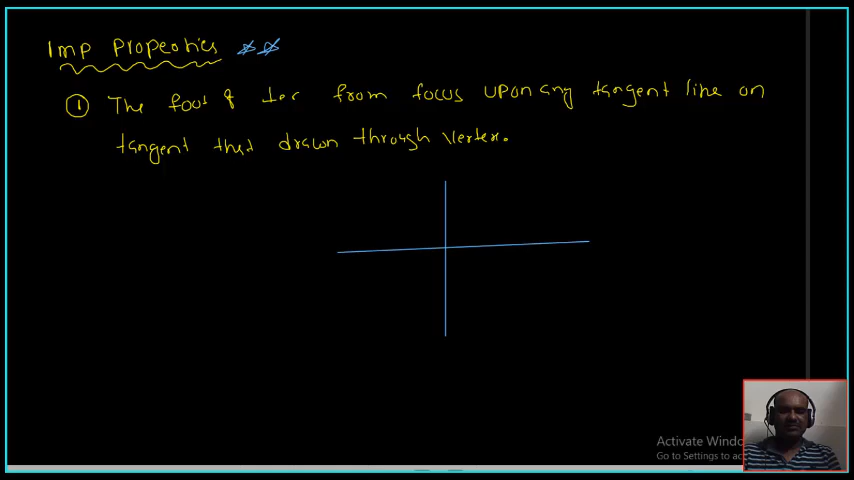 Imp Propeoties
① The foot of ⊥er from focus upon any tangent line on
tangent that drawn through vertex.
Activate Windo
Go to Settings to ac